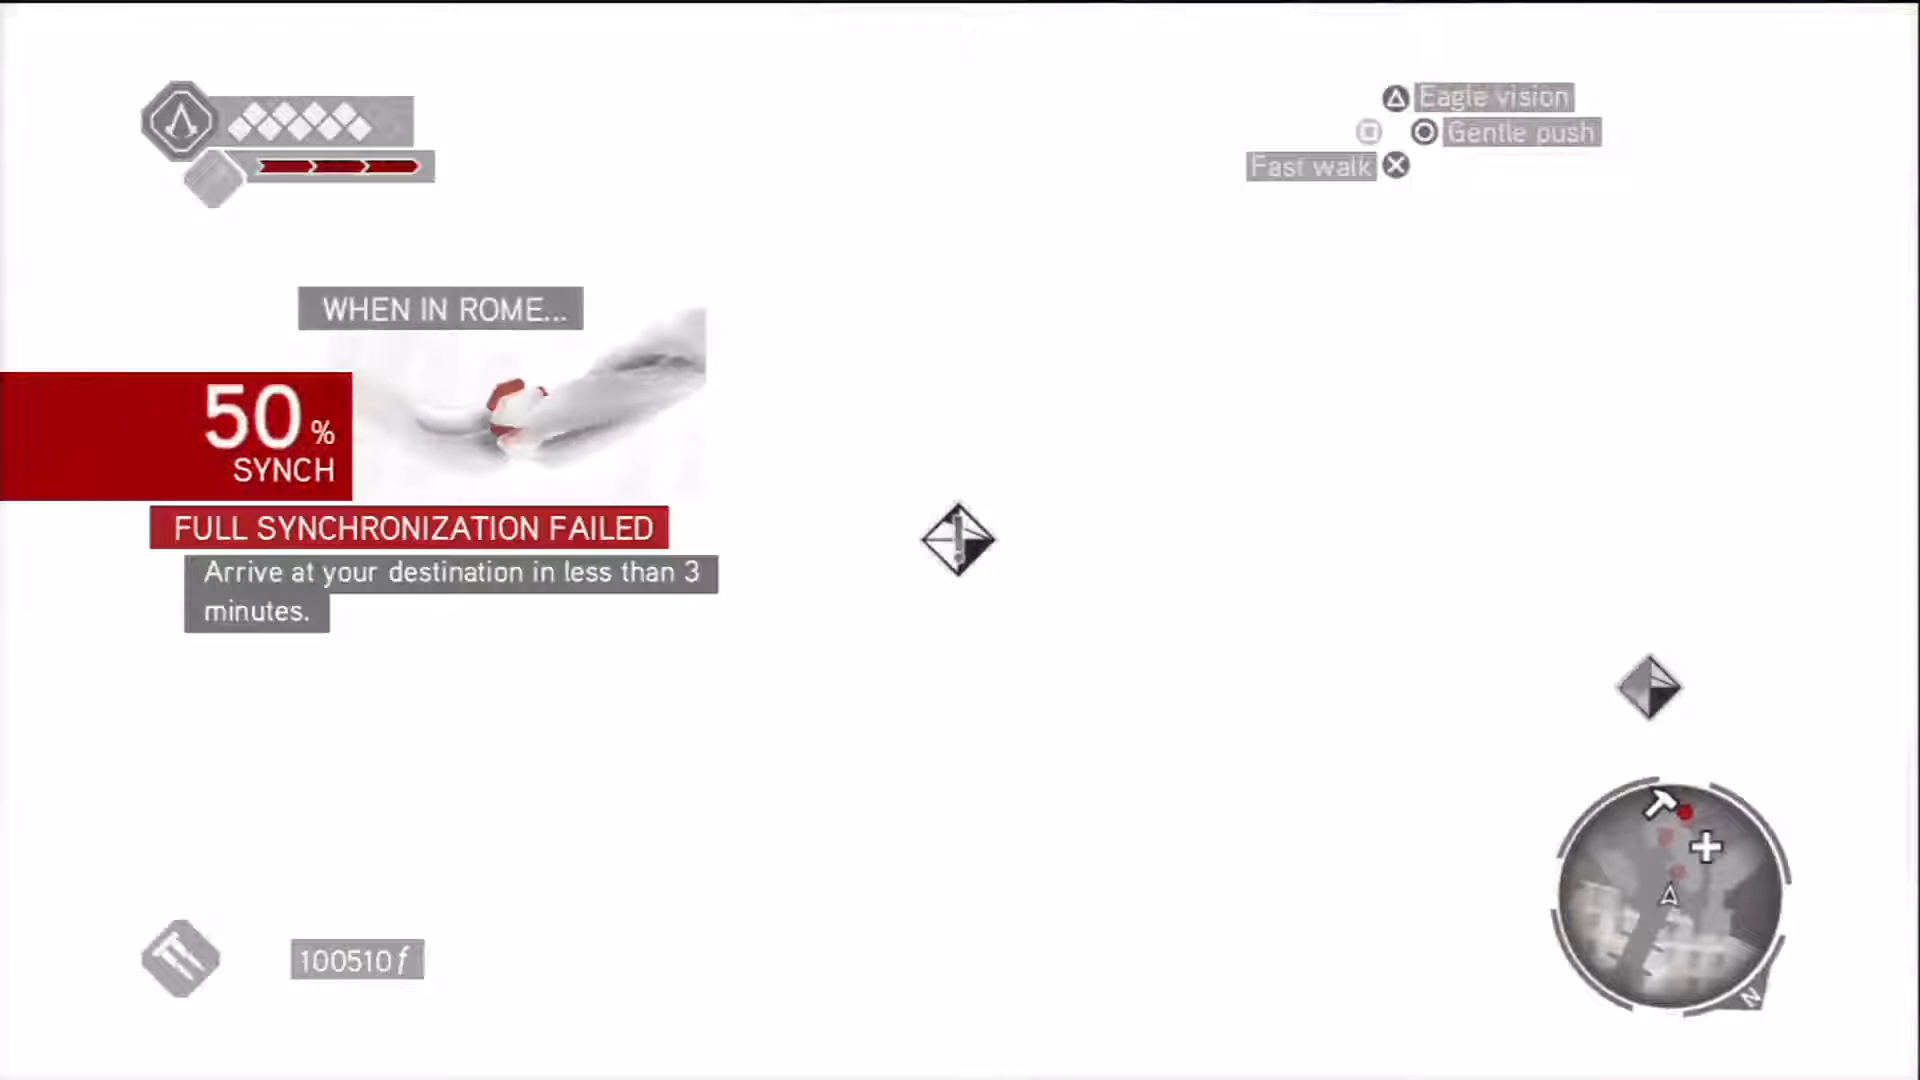 Eagle vision
Gentle push
Fast walk
WHEN IN ROME...
50 %
SYNCH
FULL SYNCHRONIZATION FAILED
Arrive at your destination in less than 3
minutes.
100510 ƒ
N